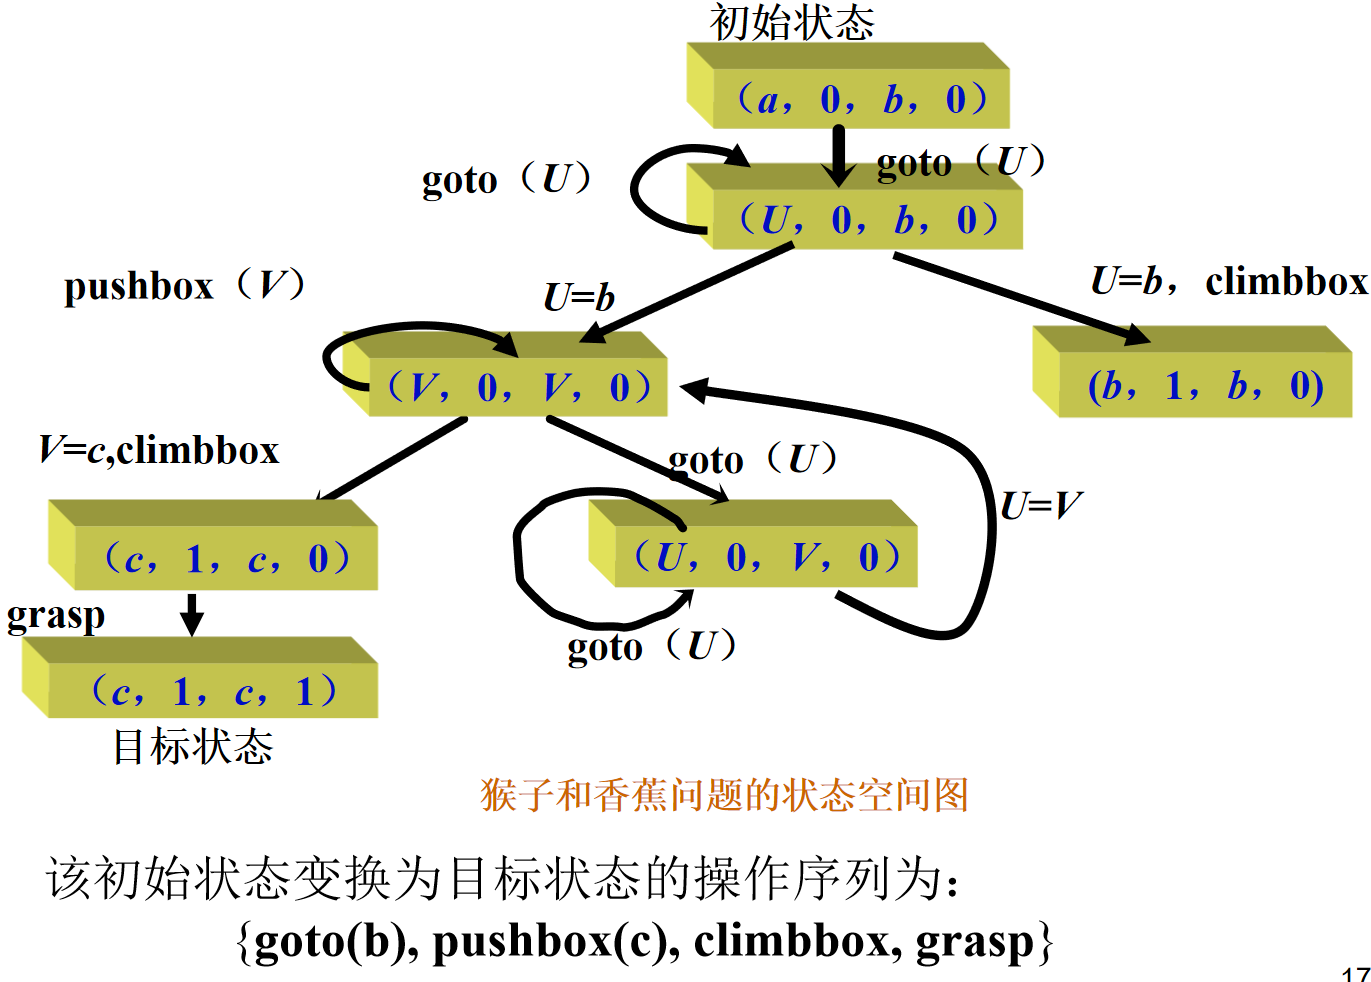 初始状态
（a，0，b，0）
goto（U）
goto（U）
（U，0，b，0）
pushbox（V）
U=b
U=b，climbbox
（V，0，V，0）
(b，1，b，0)
V=c,climbbox
goto（U）
U=V
（c，1，c，0）
（U，0，V，0）
grasp
goto（U）
（c，1，c，1）
目标状态
猴子和香蕉问题的状态空间图
该初始状态变换为目标状态的操作序列为：
{goto(b), pushbox(c), climbbox, grasp}
17